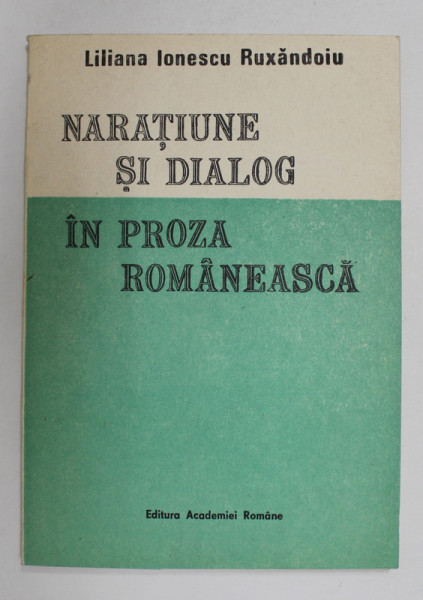 Liliana Ionescu Ruxăndoiu
NARAȚIUNE
ȘI DIALOG
ÎN PROZA
ROMÂNEASCĂ
Editura Academiei Române